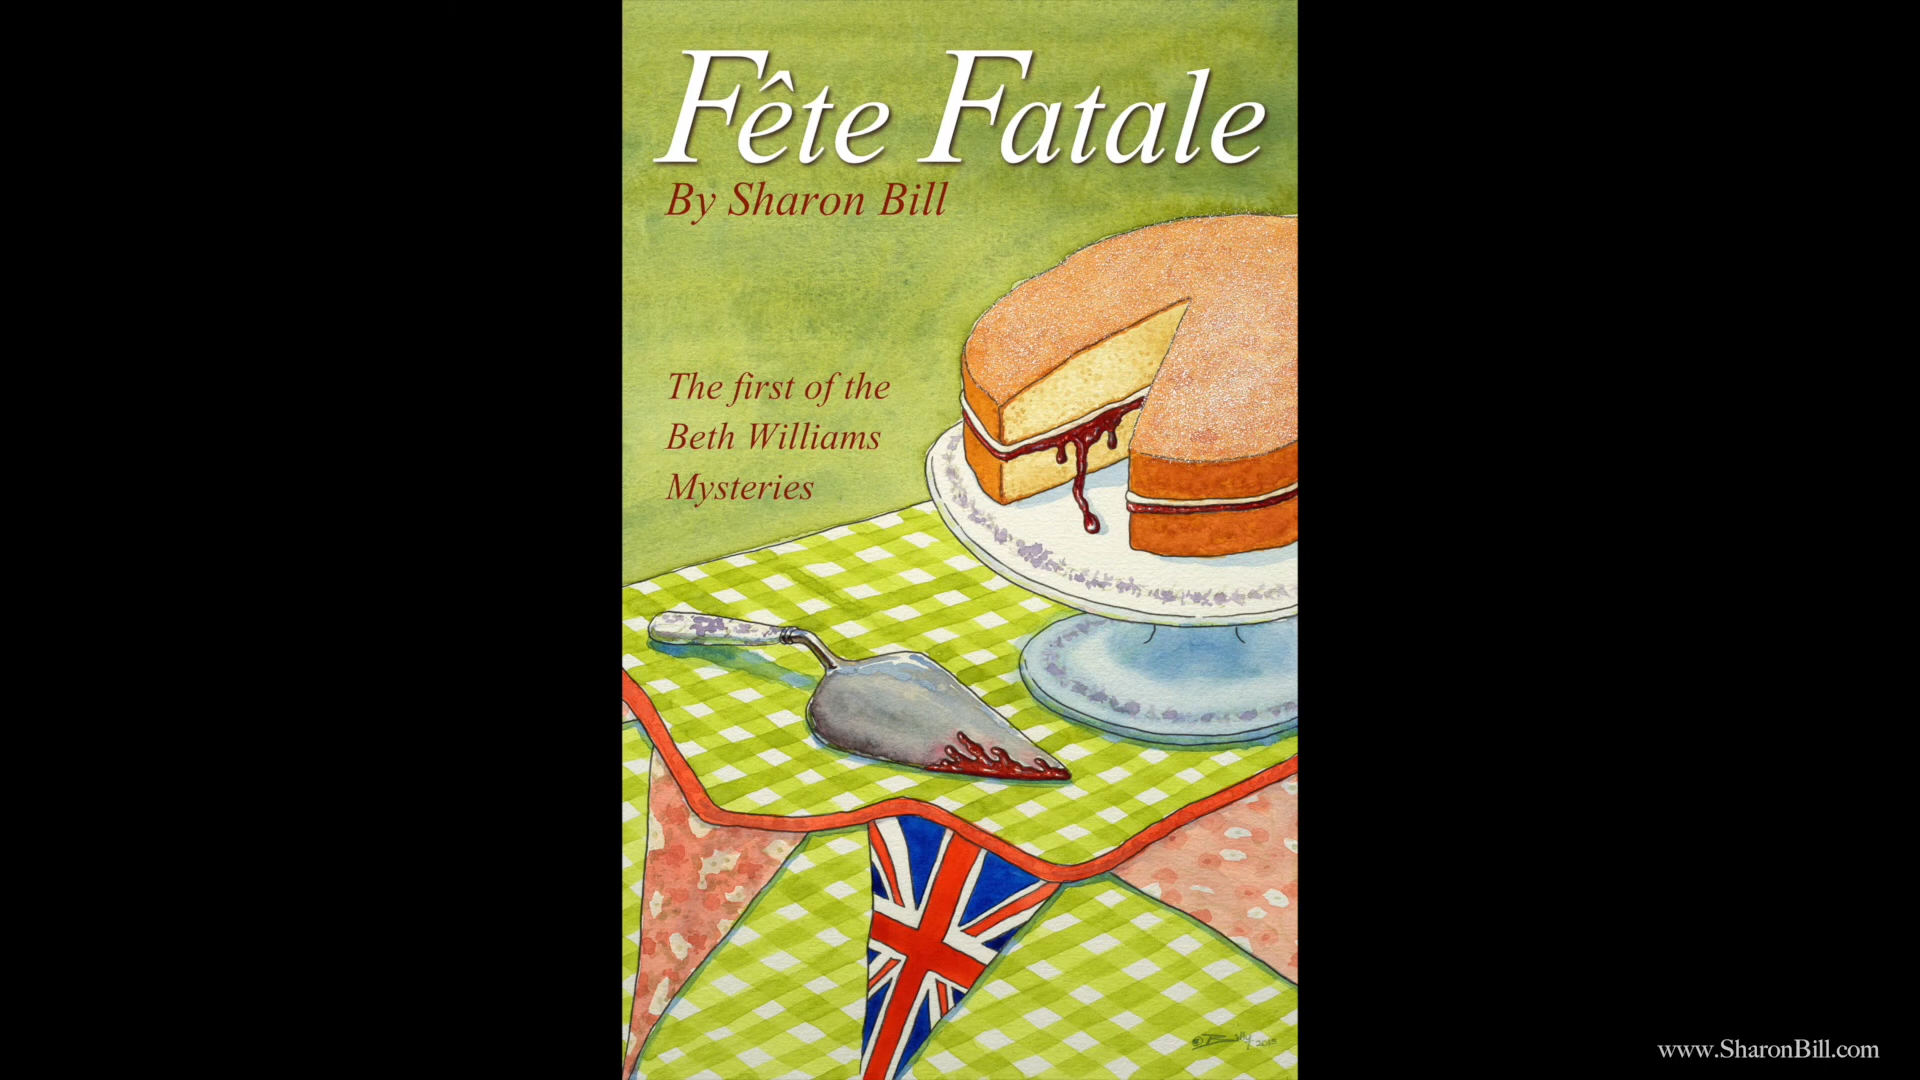 Fête Fatale
By Sharon Bill
The first of the
Beth Williams
Mysteries
www.SharonBill.com